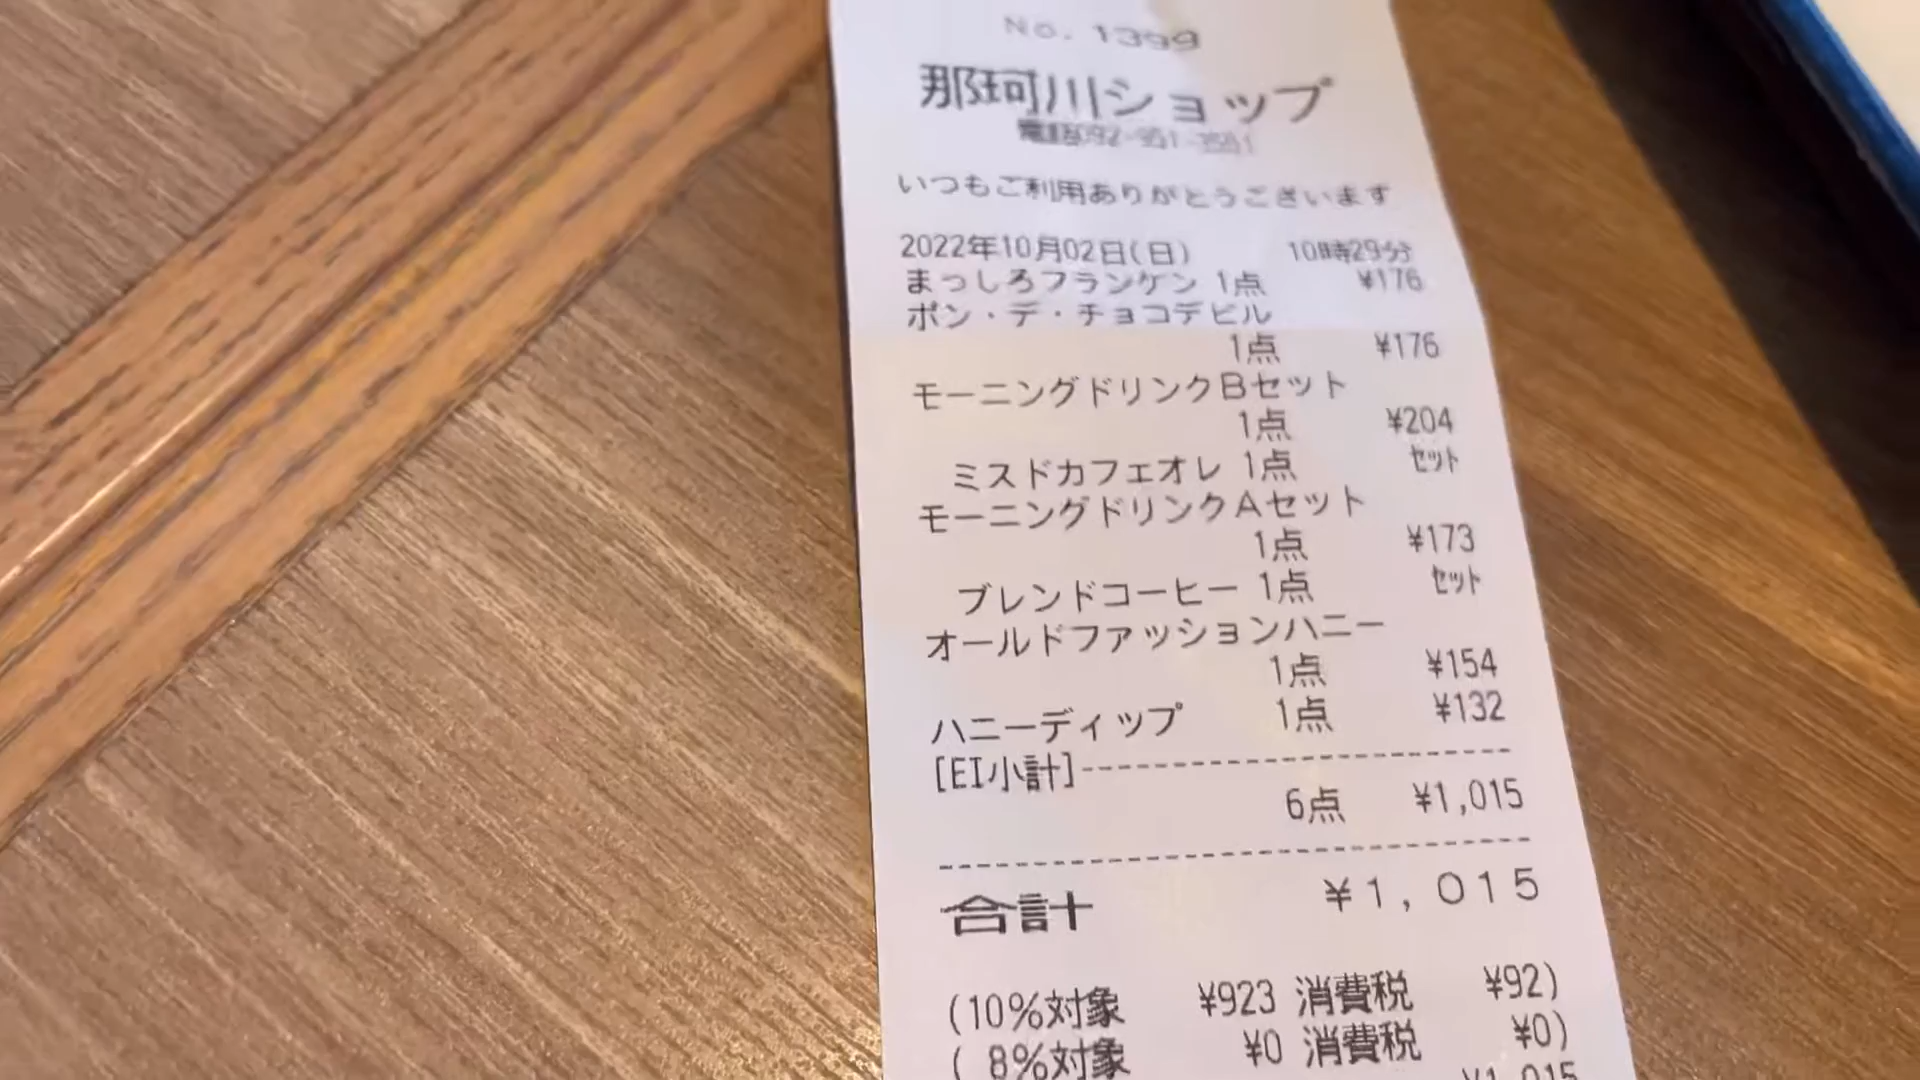 No. 1399
那珂川ショップ
電話092-951-3551
いつもご利用ありがとうございます
2022年10月02日(日) 10時29分
まっしろフランケン 1点 ¥176
ポン・デ・チョコデビル
1点 ¥176
モーニングドリンクBセット
1点 ¥204
ミスドカフェオレ 1点 セット
モーニングドリンクAセット
1点 ¥173
ブレンドコーヒー 1点 セット
オールドファッションハニー
1点 ¥154
ハニーディップ 1点 ¥132
[EI小計]
6点 ¥1,015
合計 ¥1,015
(10%対象 ¥923 消費税 ¥92)
( 8%対象 ¥0 消費税 ¥0)
¥1,015